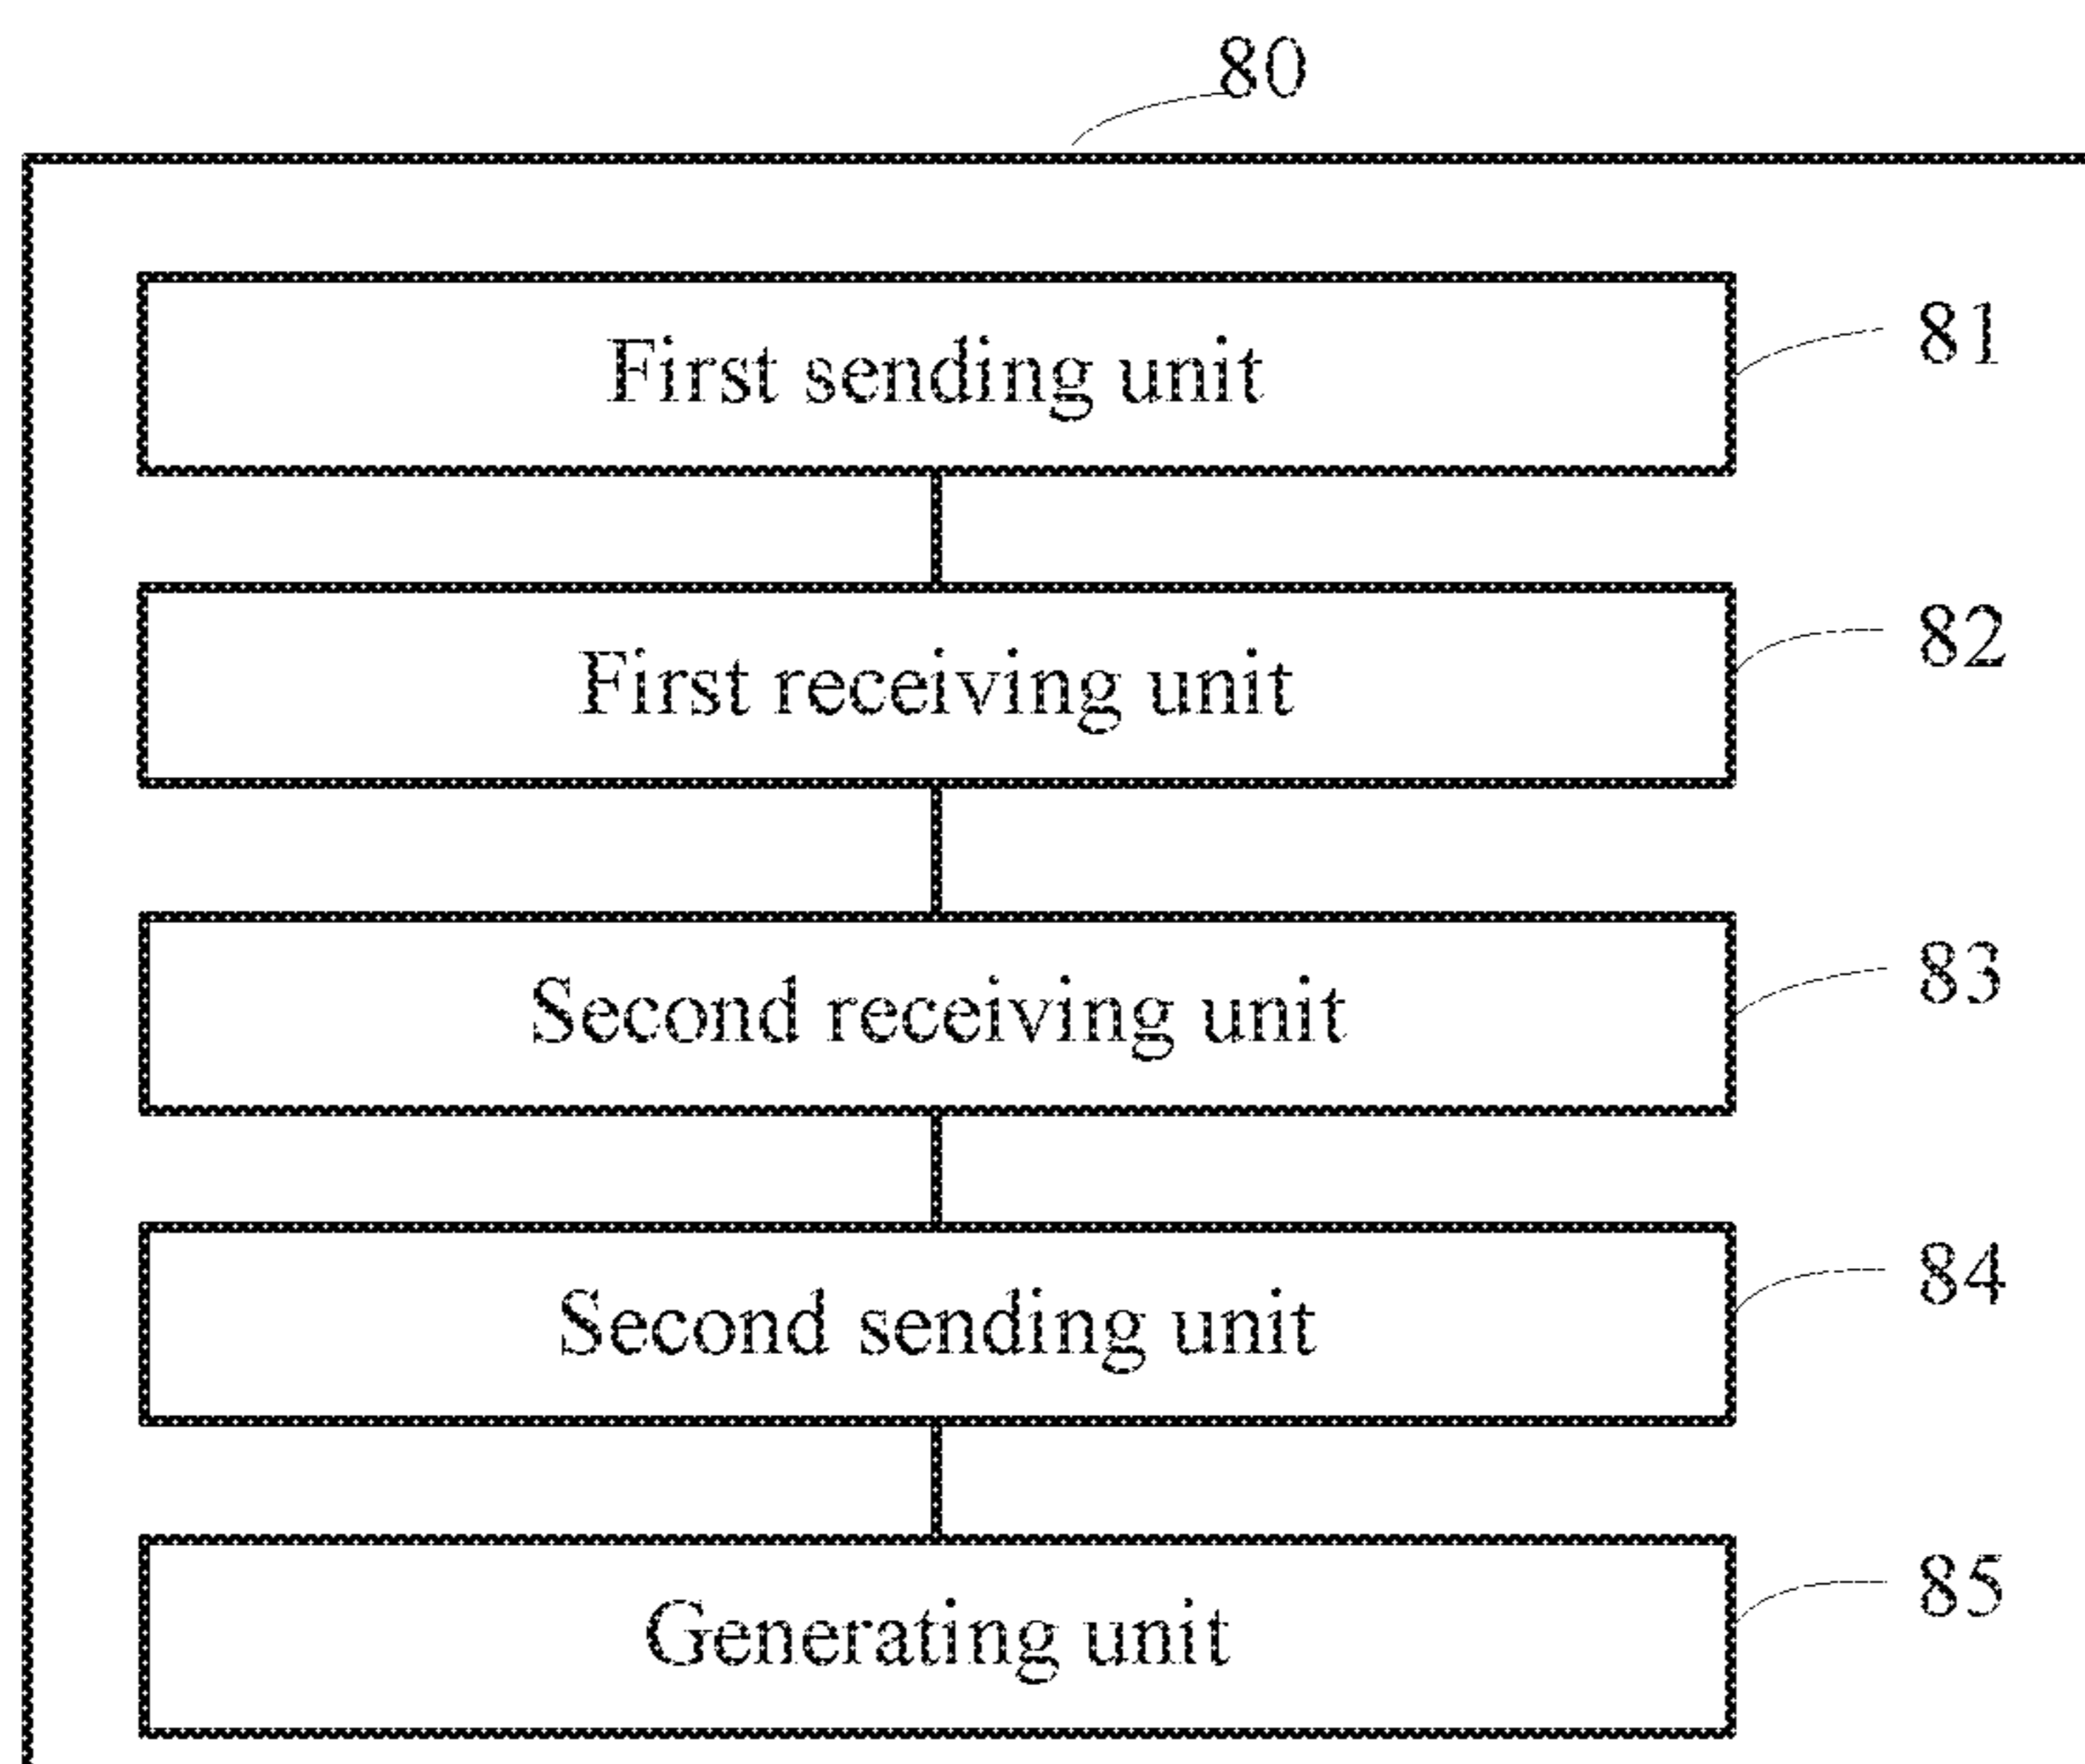 80
First sending unit
81
First receiving unit
82
Second receiving unit
83
Second sending unit
84
Generating unit
85